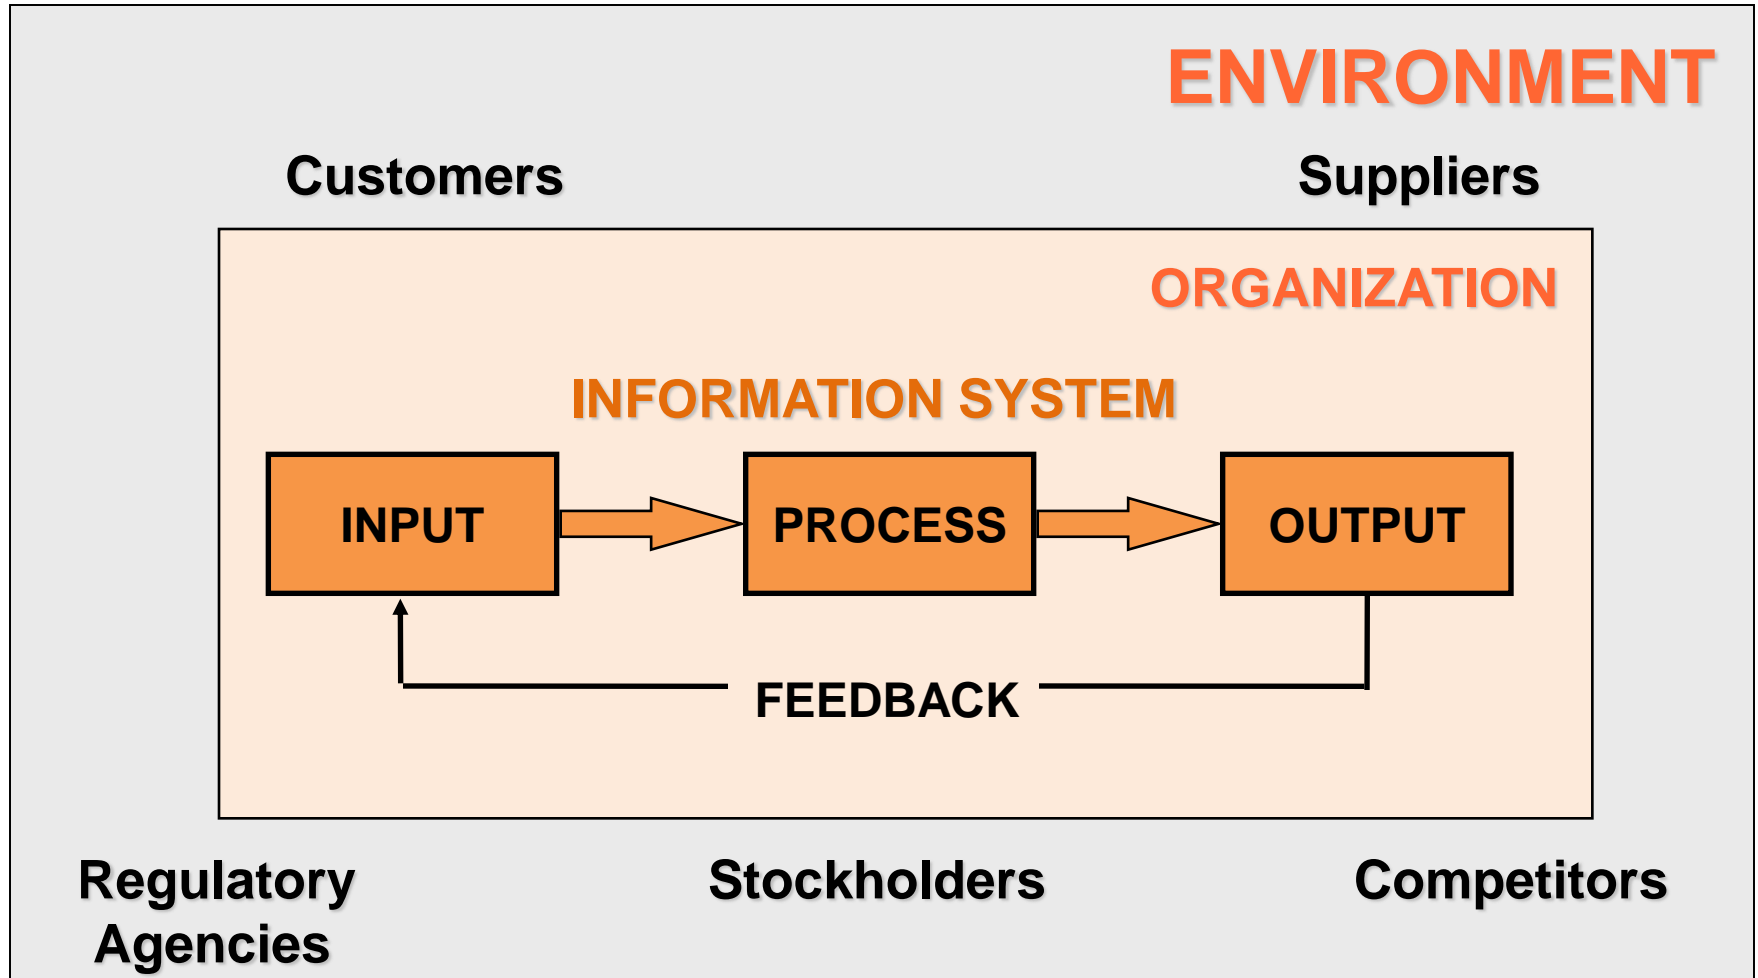 ENVIRONMENT
Customers
Suppliers
ORGANIZATION
INFORMATION SYSTEM
INPUT
PROCESS
OUTPUT
FEEDBACK
Regulatory
Agencies
Stockholders
Competitors